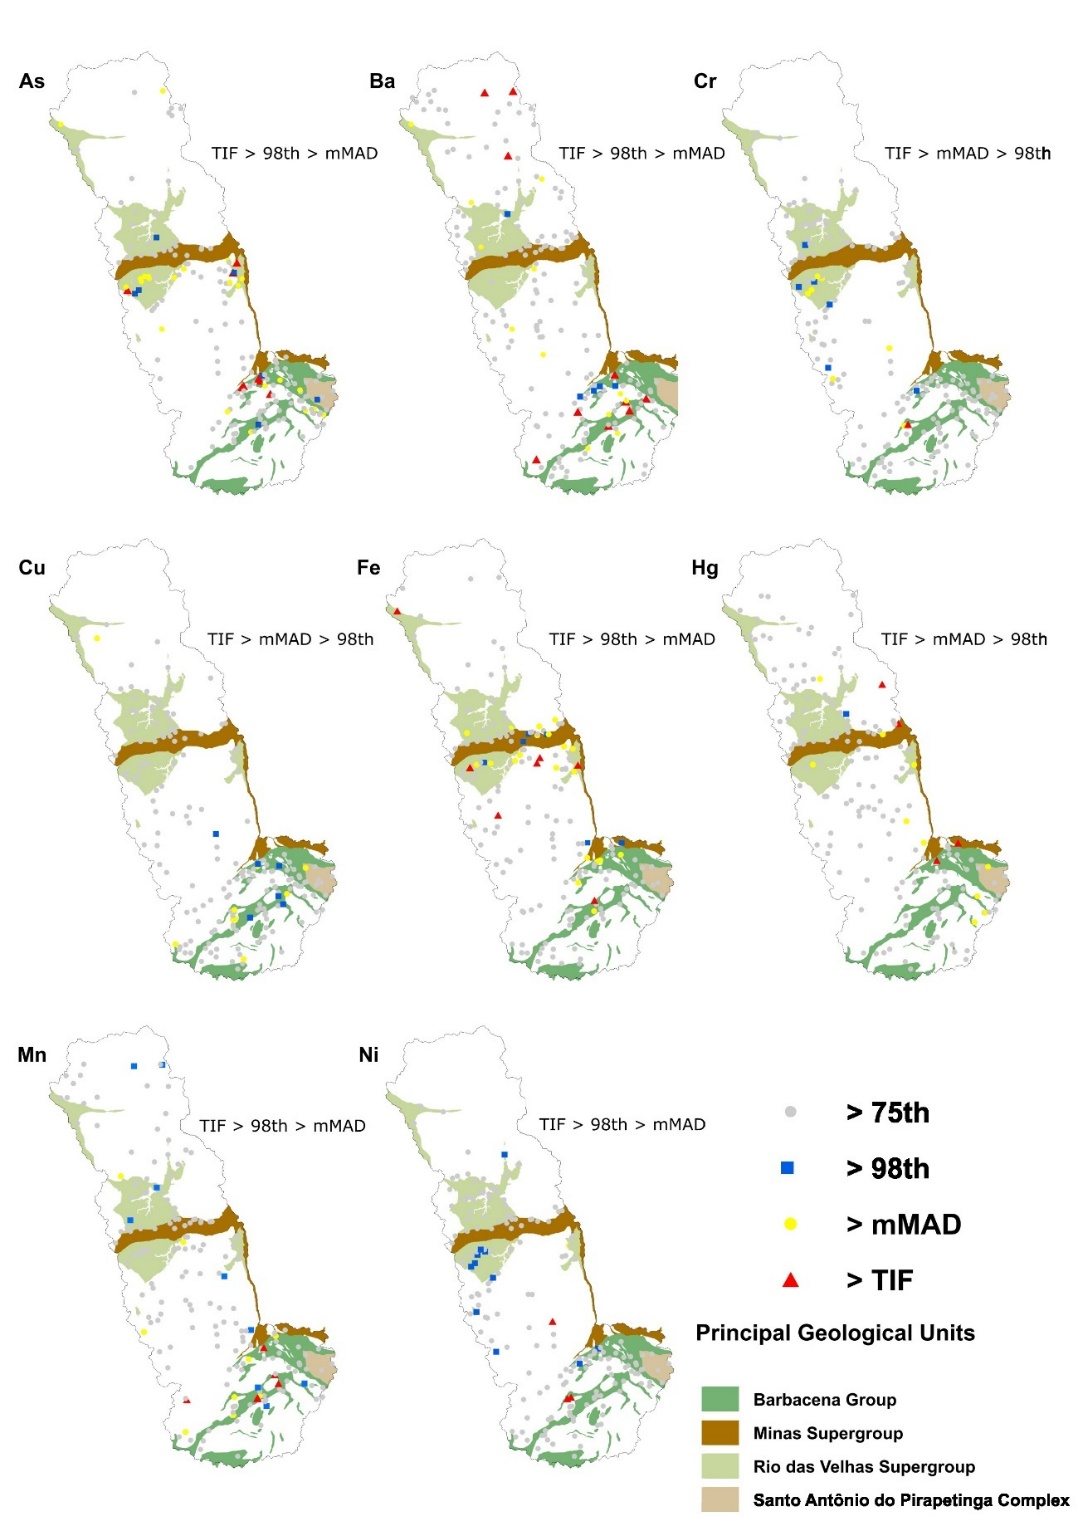 As
TIF > 98th > mMAD
Ba
TIF > 98th > mMAD
Cr
TIF > mMAD > 98th
Cu
TIF > mMAD > 98th
Fe
TIF > 98th > mMAD
Hg
TIF > mMAD > 98th
Mn
TIF > 98th > mMAD
Ni
TIF > 98th > mMAD
> 75th
> 98th
> mMAD
> TIF
Principal Geological Units
Barbacena Group
Minas Supergroup
Rio das Velhas Supergroup
Santo Antônio do Pirapetinga Complex